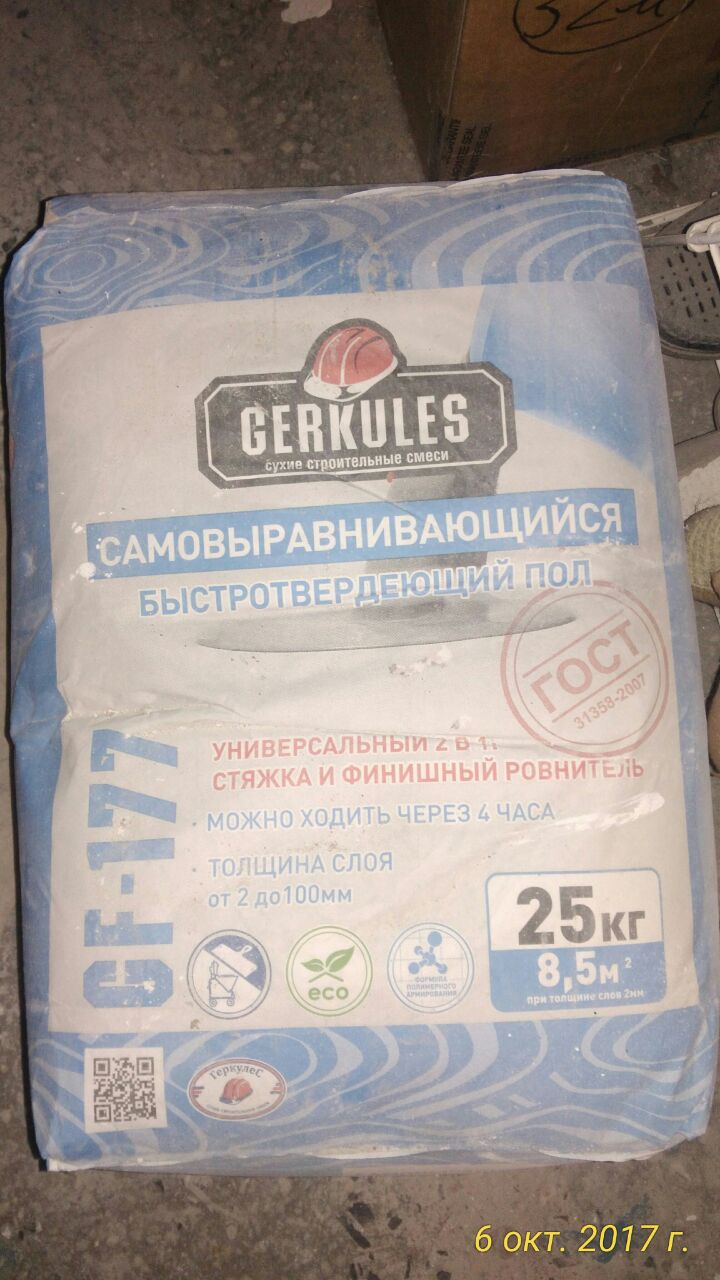 GERKULES
сухие строительные смеси
САМОВЫРАВНИВАЮЩИЙСЯ
БЫСТРОТВЕРДЕЮЩИЙ ПОЛ
ГОСТ
31358-2007
УНИВЕРСАЛЬНЫЙ 2 В 1:
СТЯЖКА И ФИНИШНЫЙ РОВНИТЕЛЬ
МОЖНО ХОДИТЬ ЧЕРЕЗ 4 ЧАСА
ТОЛЩИНА СЛОЯ
от 2 до100мм
GF-177
25кг
8,5м²
при толщине слоя 2мм
eco
ФОРМУЛА
ПОЛИМЕРНОГО
АРМИРОВАНИЯ
ГеркулеС
6 окт. 2017 г.